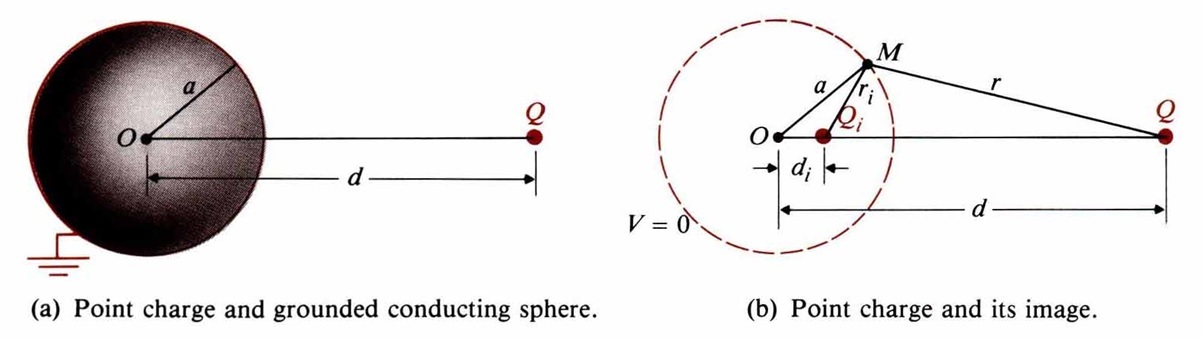 a
O
Q
d
(a) Point charge and grounded conducting sphere.
M
a
r_i
r
O
Q_i
Q
d_i
d
V = 0
(b) Point charge and its image.